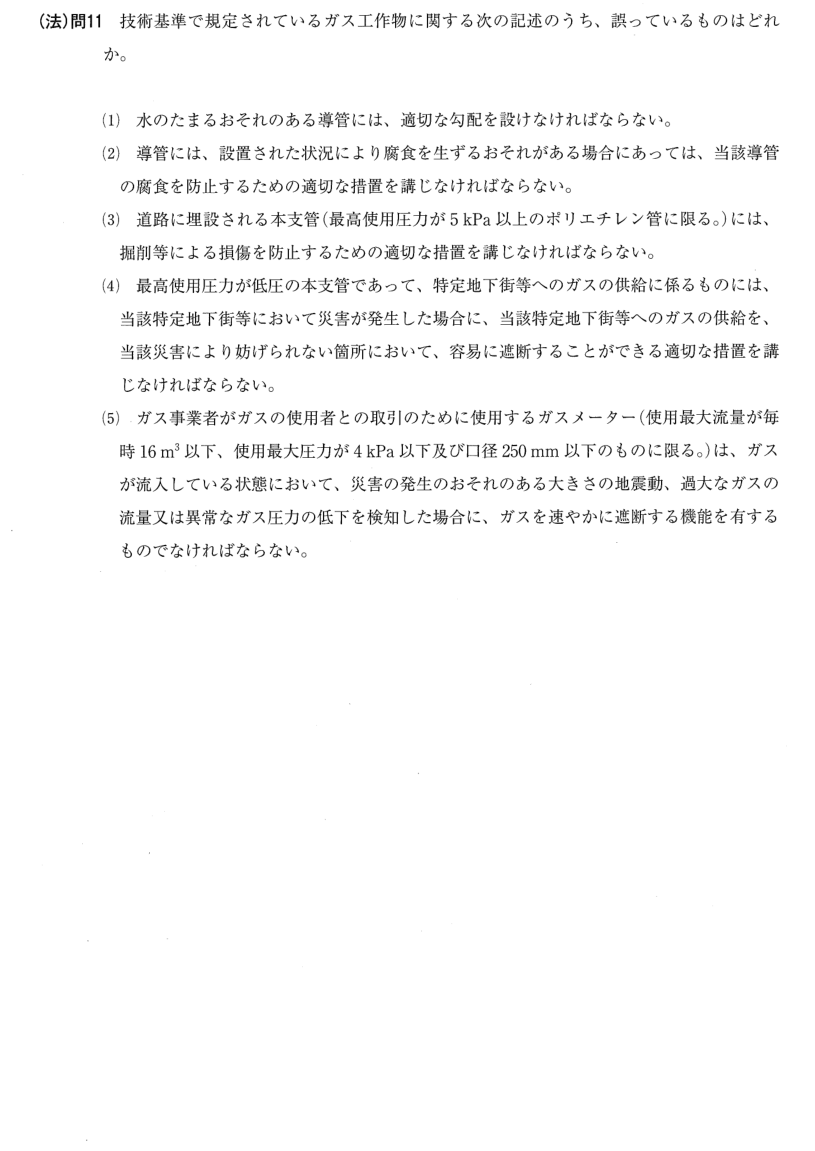 (法)問11　技術基準で規定されているガス工作物に関する次の記述のうち、誤っているものはどれ
か。
(1)　水のたまるおそれのある導管には、適切な勾配を設けなければならない。
(2)　導管には、設置された状況により腐食を生ずるおそれがある場合にあっては、当該導管
の腐食を防止するための適切な措置を講じなければならない。
(3)　道路に埋設される本支管(最高使用圧力が5 kPa 以上のポリエチレン管に限る。)には、
掘削等による損傷を防止するための適切な措置を講じなければならない。
(4)　最高使用圧力が低圧の本支管であって、特定地下街等へのガスの供給に係るものには、
当該特定地下街等において災害が発生した場合に、当該特定地下街等へのガスの供給を、
当該災害により妨げられない箇所において、容易に遮断することができる適切な措置を講
じなければならない。
(5)　ガス事業者がガスの使用者との取引のために使用するガスメーター(使用最大流量が毎
時 16 m³ 以下、使用最大圧力が 4 kPa 以下及び口径 250 mm 以下のものに限る。)は、ガス
が流入している状態において、災害の発生のおそれのある大きさの地震動、過大なガスの
流量又は異常なガス圧力の低下を検知した場合に、ガスを速やかに遮断する機能を有する
ものでなければならない。